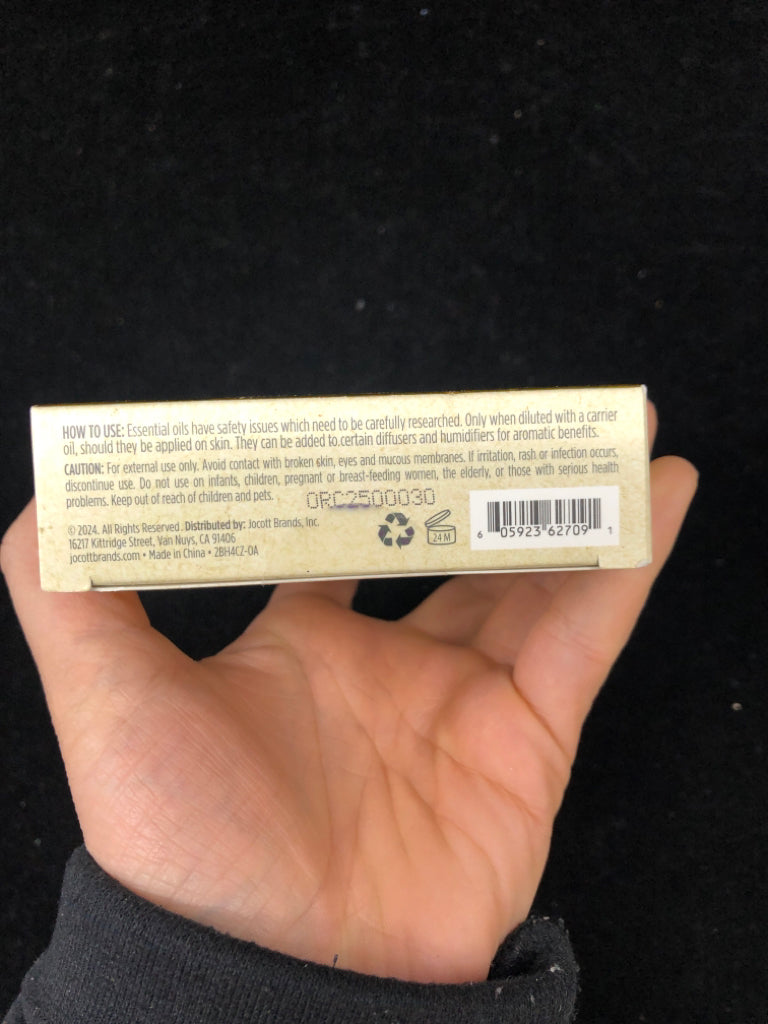 HOW TO USE: Essential oils have safety issues which need to be carefully researched. Only when diluted with a carrier
oil, should they be applied on skin. They can be added to.certain diffusers and humidifiers for aromatic benefits.
CAUTION: For external use only. Avoid contact with broken skin, eyes and mucous membranes. If irritation, rash or infection occurs,
discontinue use. Do not use on infants, children, pregnant or breast-feeding women, the elderly, or those with serious health
problems. Keep out of reach of children and pets.
ORC2500030
© 2024. All Rights Reserved. Distributed by: Jocott Brands, Inc.
16217 Kittridge Street, Van Nuys, CA 91406
jocottbrands.com • Made in China • 2BH4CZ-OA
24 M
6 05923 62709 1